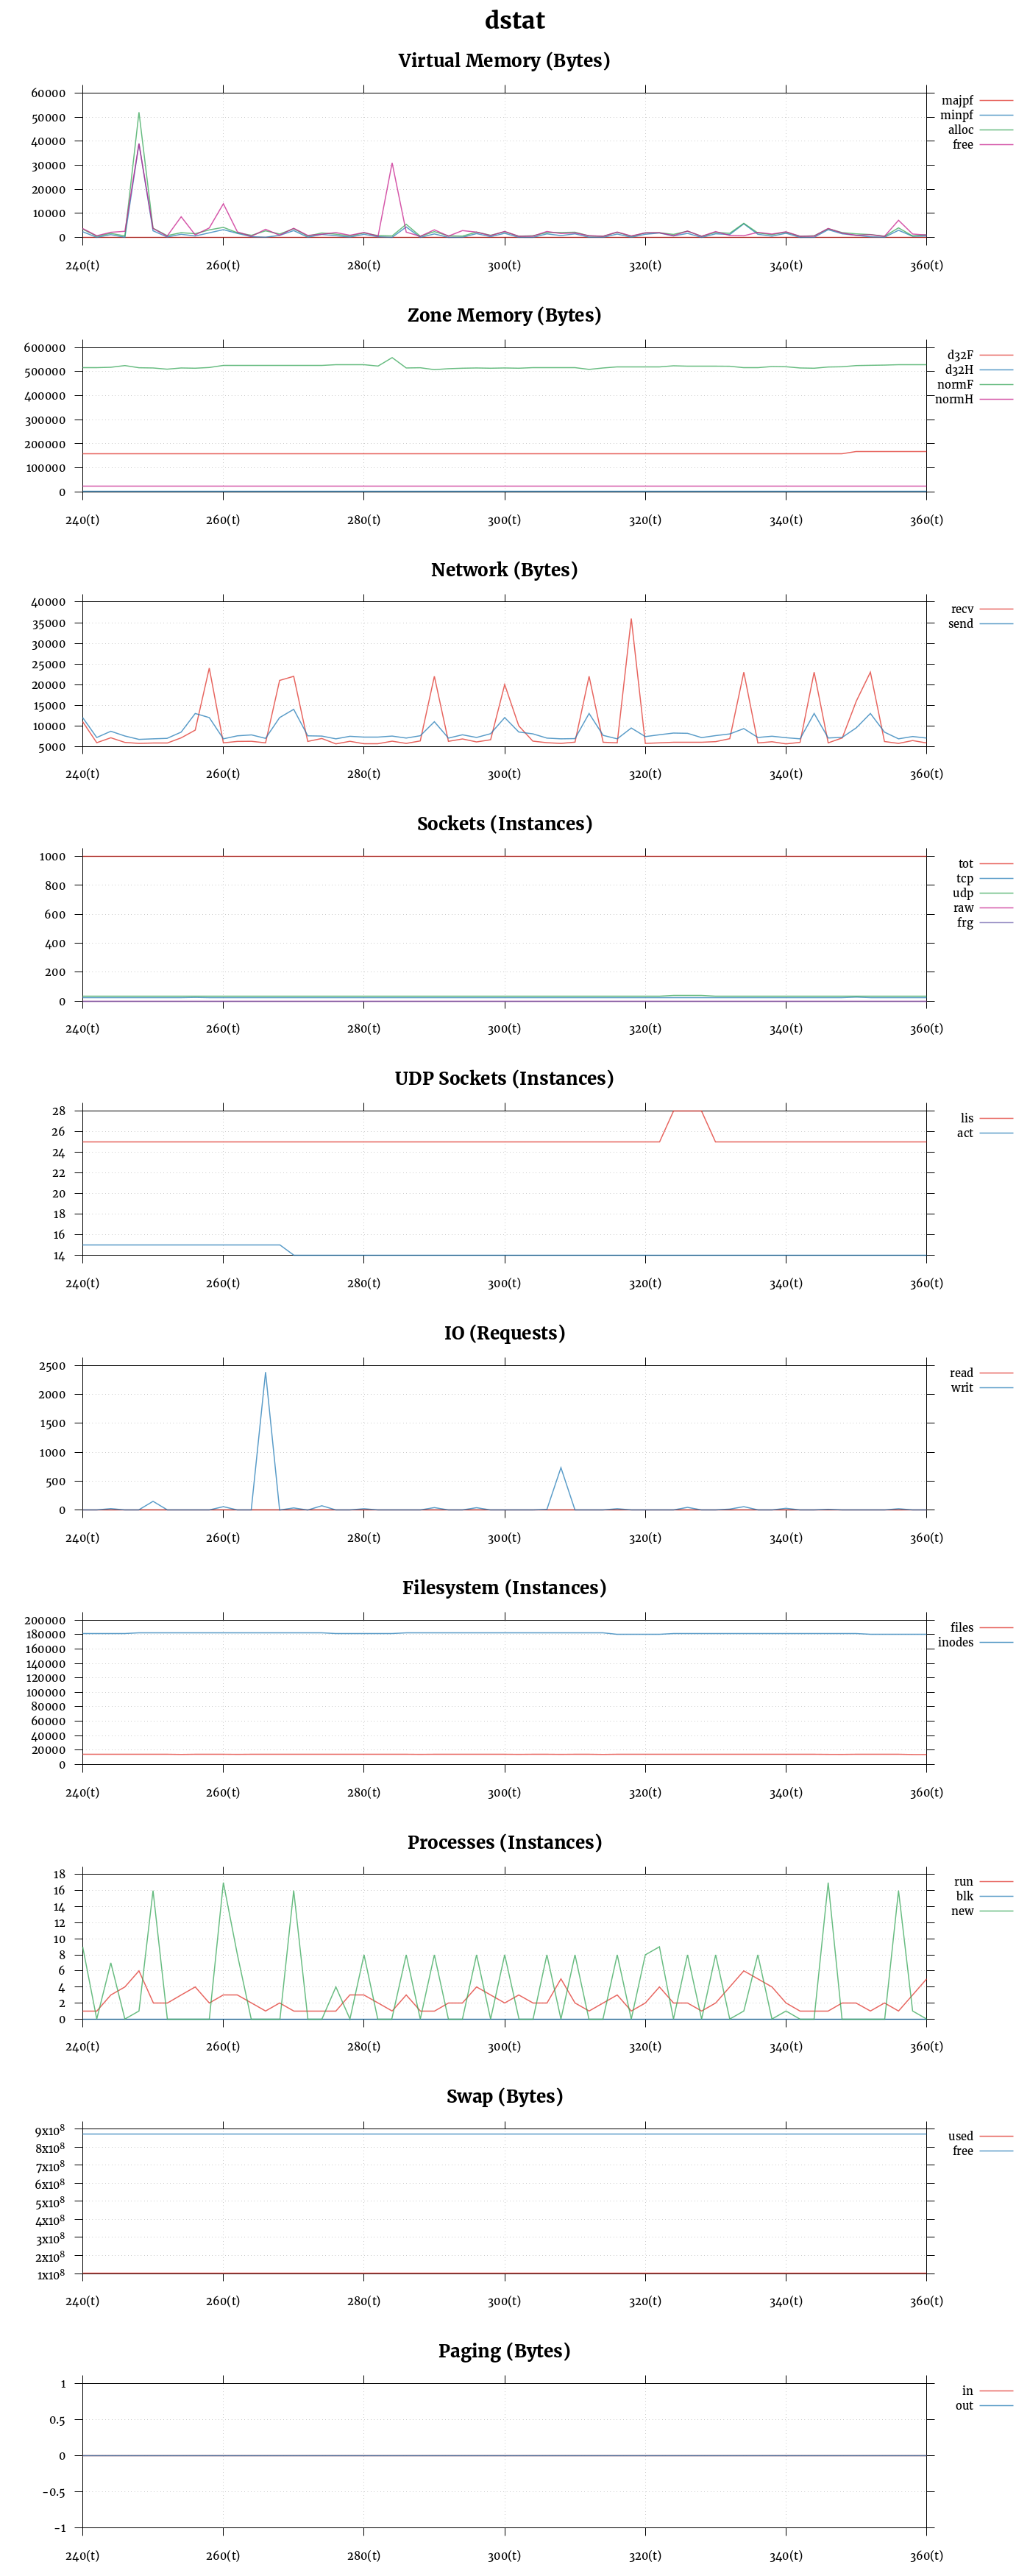 dstat
Virtual Memory (Bytes)
60000
50000
40000
30000
20000
10000
0
240(t) 260(t) 280(t) 300(t) 320(t) 340(t) 360(t)
majpf
minpf
alloc
free
Zone Memory (Bytes)
600000
500000
400000
300000
200000
100000
0
240(t) 260(t) 280(t) 300(t) 320(t) 340(t) 360(t)
d32F
d32H
normF
normH
Network (Bytes)
40000
35000
30000
25000
20000
15000
10000
5000
240(t) 260(t) 280(t) 300(t) 320(t) 340(t) 360(t)
recv
send
Sockets (Instances)
1000
800
600
400
200
0
240(t) 260(t) 280(t) 300(t) 320(t) 340(t) 360(t)
tot
tcp
udp
raw
frg
UDP Sockets (Instances)
28
26
24
22
20
18
16
14
240(t) 260(t) 280(t) 300(t) 320(t) 340(t) 360(t)
lis
act
IO (Requests)
2500
2000
1500
1000
500
0
240(t) 260(t) 280(t) 300(t) 320(t) 340(t) 360(t)
read
writ
Filesystem (Instances)
200000
180000
160000
140000
120000
100000
80000
60000
40000
20000
0
240(t) 260(t) 280(t) 300(t) 320(t) 340(t) 360(t)
files
inodes
Processes (Instances)
18
16
14
12
10
8
6
4
2
0
240(t) 260(t) 280(t) 300(t) 320(t) 340(t) 360(t)
run
blk
new
Swap (Bytes)
9x10⁸
8x10⁸
7x10⁸
6x10⁸
5x10⁸
4x10⁸
3x10⁸
2x10⁸
1x10⁸
240(t) 260(t) 280(t) 300(t) 320(t) 340(t) 360(t)
used
free
Paging (Bytes)
1
0.5
0
-0.5
-1
240(t) 260(t) 280(t) 300(t) 320(t) 340(t) 360(t)
in
out